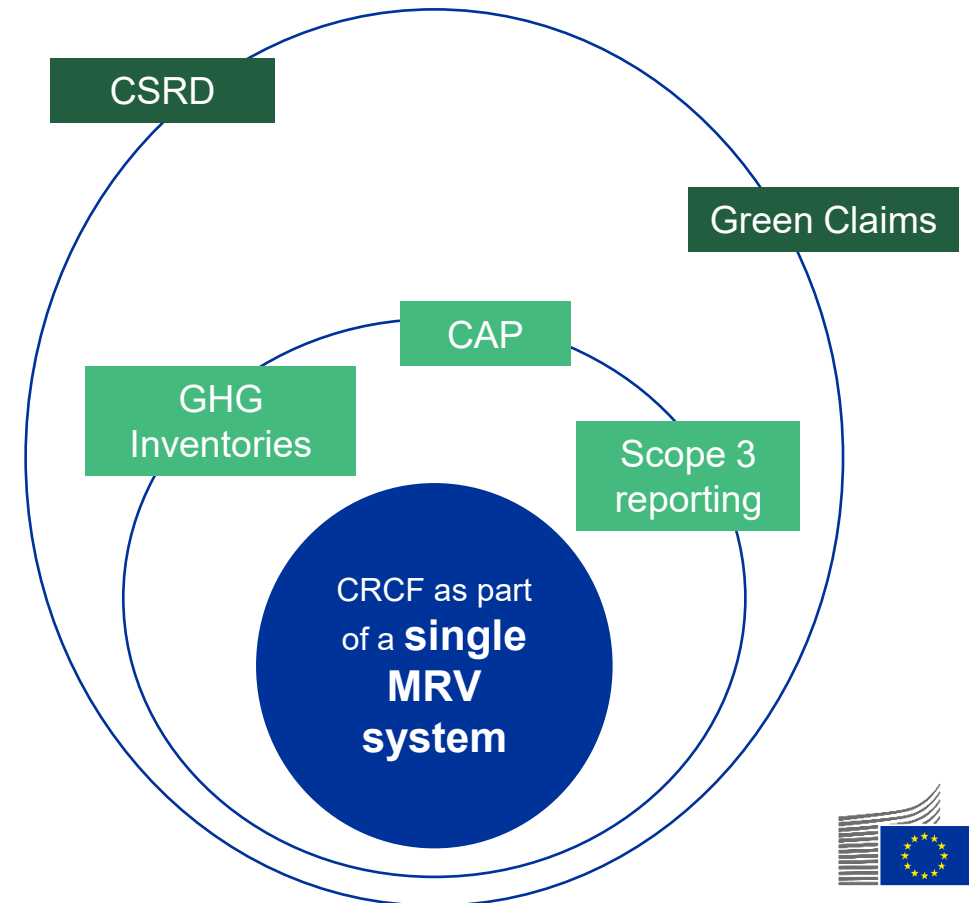 CSRD
Green Claims
CAP
GHG
Inventories
Scope 3
reporting
CRCF as part
of a single
MRV
system